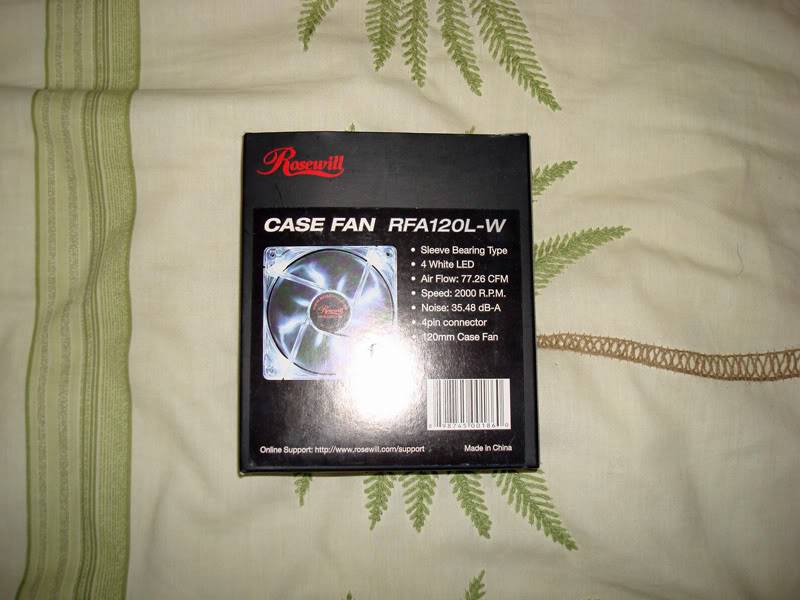 Rosewill
CASE FAN RFA120L-W
• Sleeve Bearing Type
• 4 White LED
• Air Flow: 77.26 CFM
• Speed: 2000 R.P.M.
• Noise: 35.48 dB-A
• 4pin connector
120mm Case Fan
Rosewill
Online Support: http://www.rosewill.com/support
Made in China